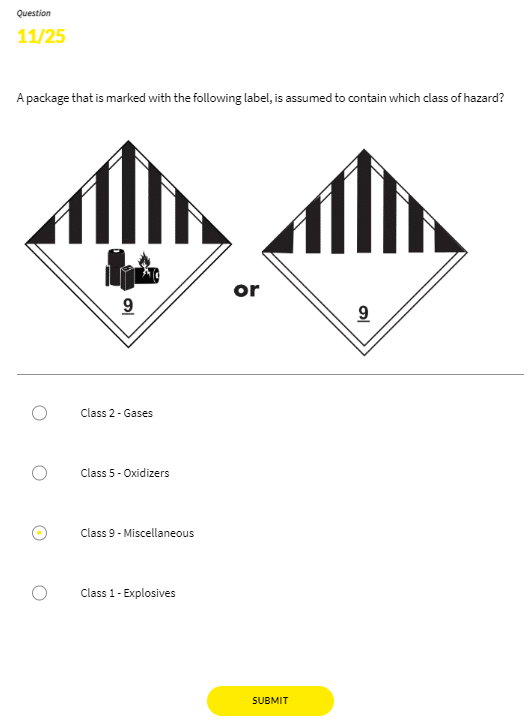 Question
11/25
A package that is marked with the following label, is assumed to contain which class of hazard?
9
or
9
Class 2 - Gases
Class 5 - Oxidizers
Class 9 - Miscellaneous
Class 1 - Explosives
SUBMIT